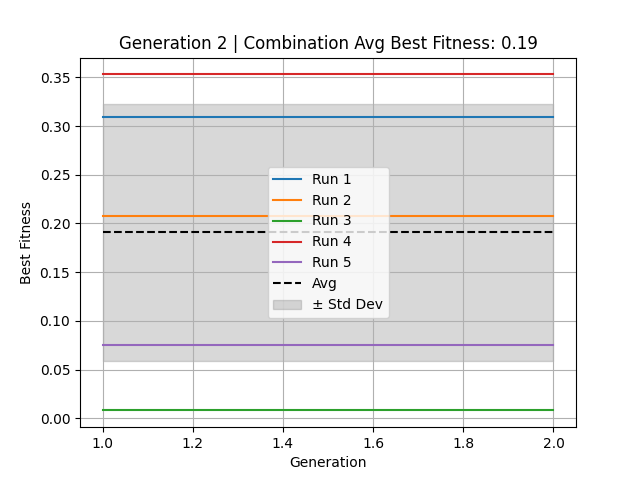 Generation 2 | Combination Avg Best Fitness: 0.19
Best Fitness
0.35
0.30
0.25
0.20
0.15
0.10
0.05
0.00
Run 1
Run 2
Run 3
Run 4
Run 5
Avg
± Std Dev
1.0 1.2 1.4 1.6 1.8 2.0
Generation